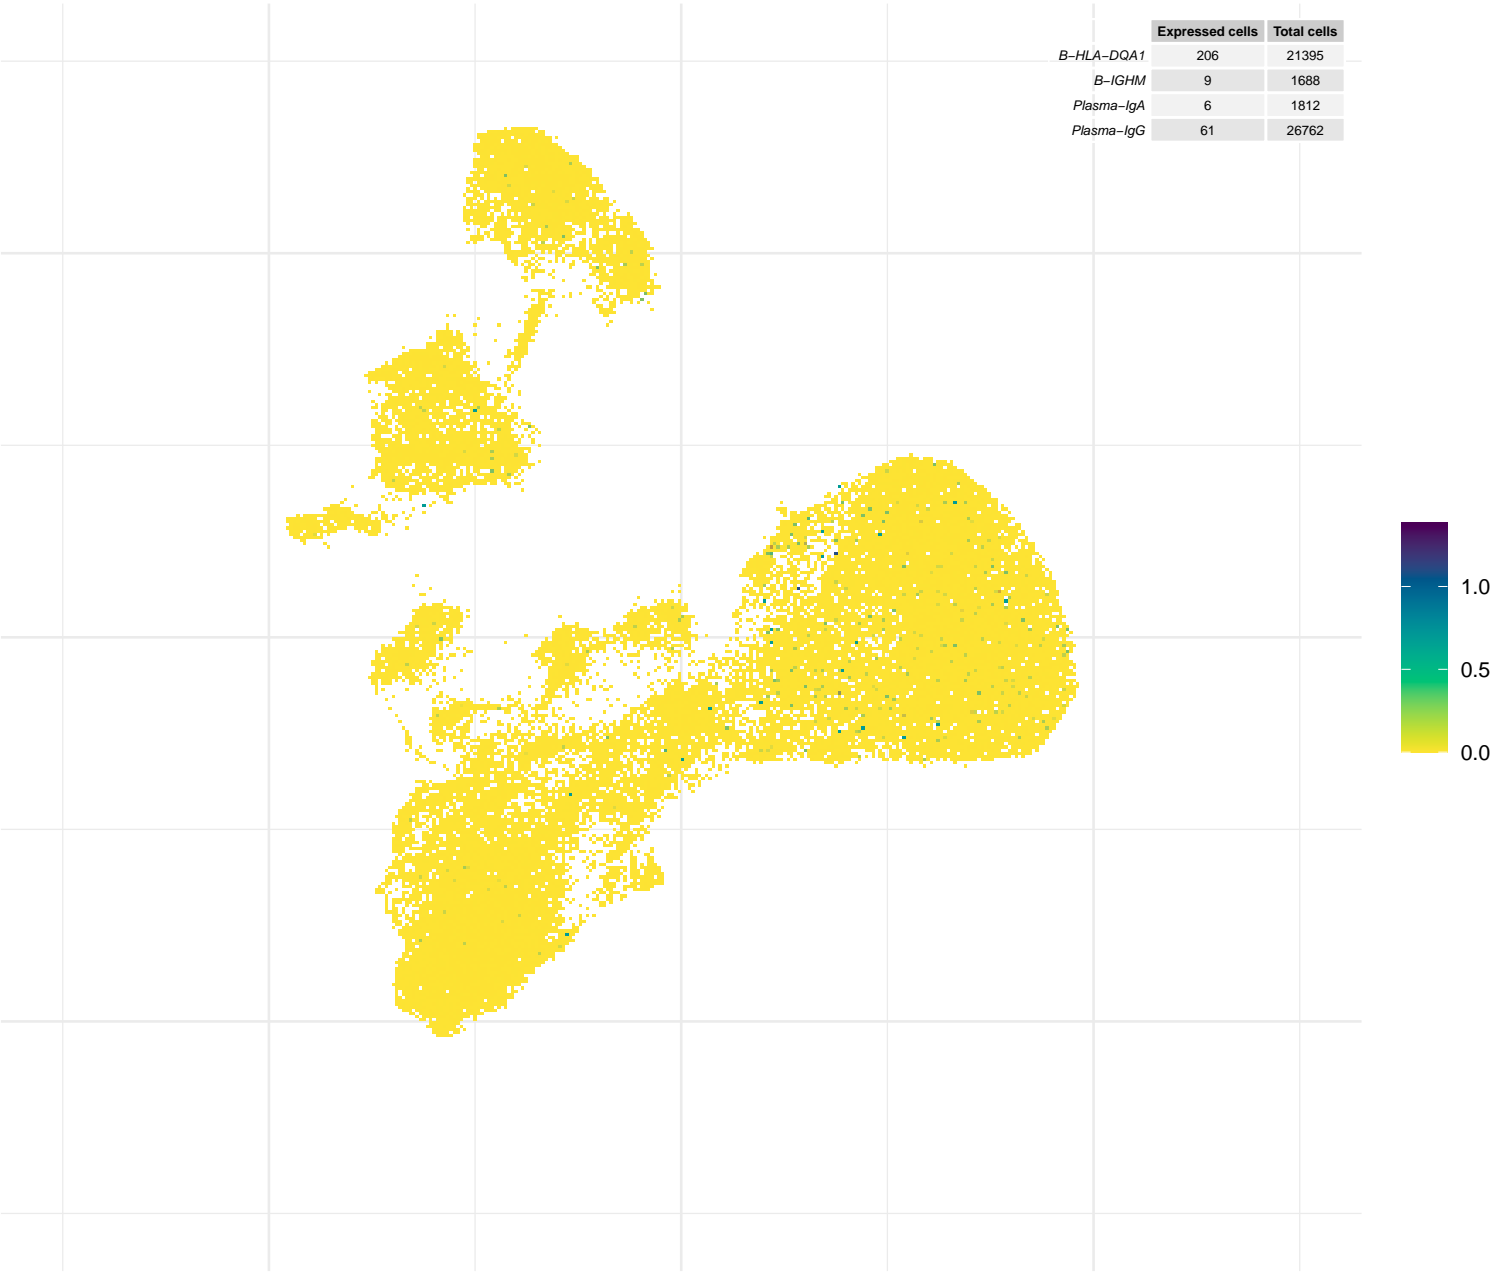 Expressed cells Total cells
B−HLA−DQA1 206 21395
B−IGHM 9 1688
Plasma−IgA 6 1812
Plasma−IgG 61 26762
1.0
0.5
0.0